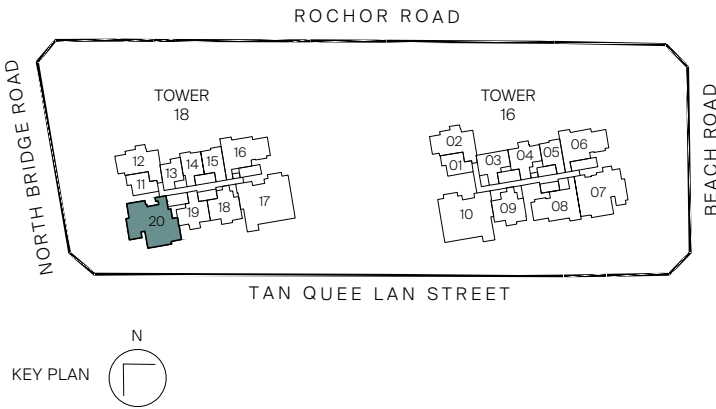 ROCHOR ROAD
NORTH BRIDGE ROAD
BEACH ROAD
TOWER
18
TOWER
16
12
11
13
14
15
16
20
19
18
17
02
01
03
04
05
06
10
09
08
07
TAN QUEE LAN STREET
N
KEY PLAN